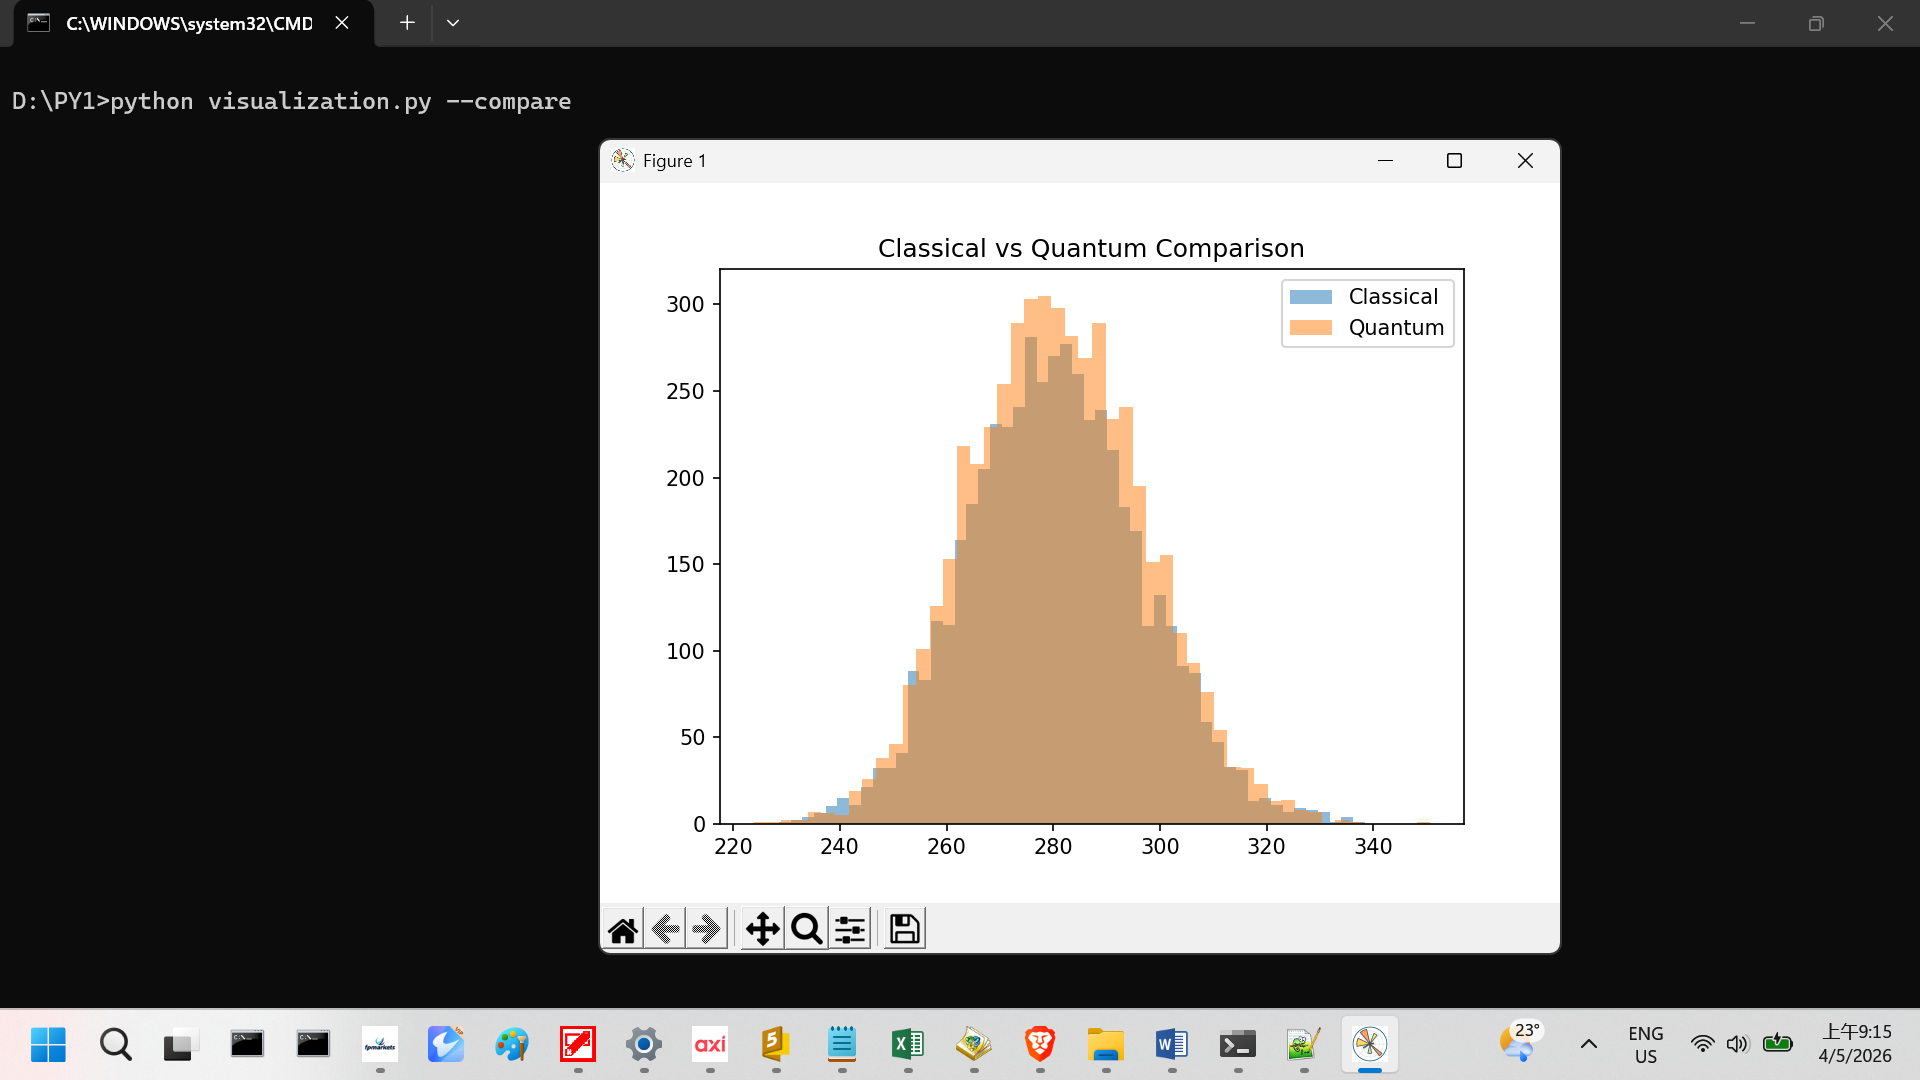 C:\WINDOWS\system32\CMD
D:\PY1>python visualization.py --compare
Figure 1
Classical vs Quantum Comparison
Classical
Quantum
300
250
200
150
100
50
0
220 240 260 280 300 320 340
fpmarkets
axi
5
23°
ENG
US
上午9:15
4/5/2026